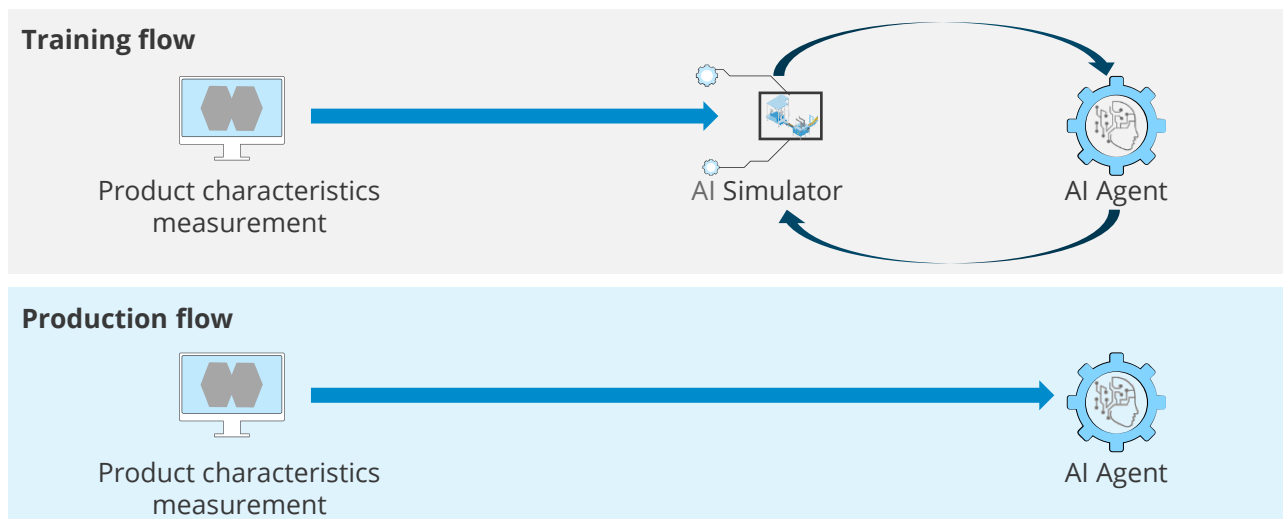 Training flow
Product characteristics
measurement
AI Simulator
AI Agent
Production flow
Product characteristics
measurement
AI Agent